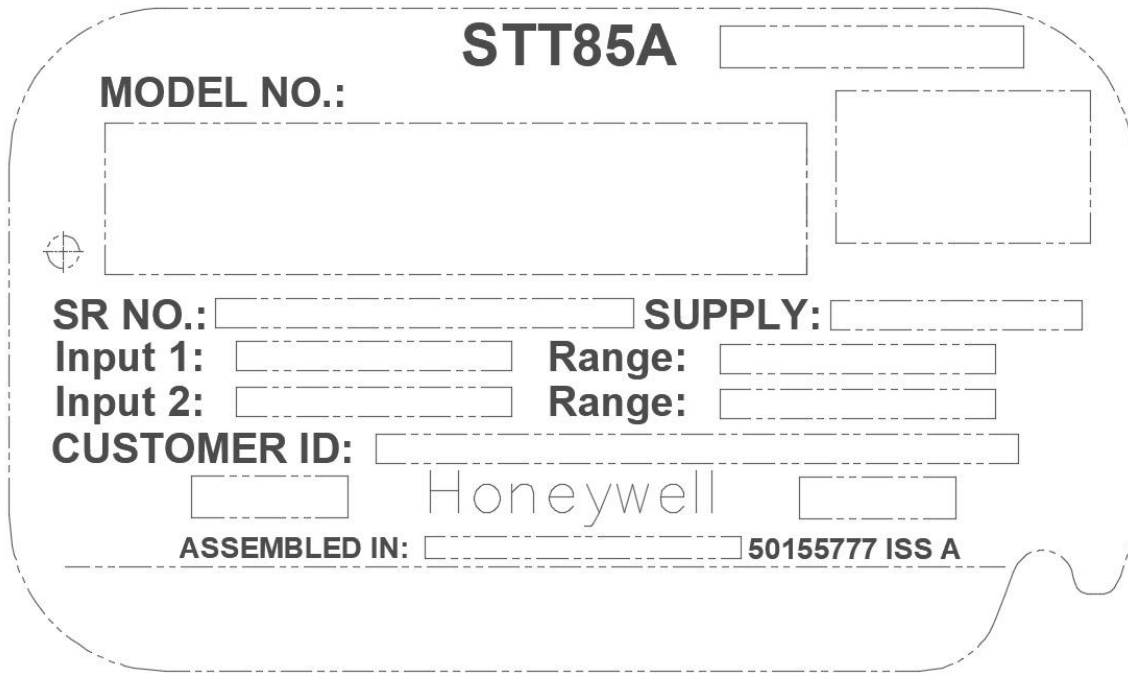 STT85A
MODEL NO.:
SR NO.: SUPPLY:
Input 1: Range:
Input 2: Range:
CUSTOMER ID:
Honeywell
ASSEMBLED IN: 50155777 ISS A